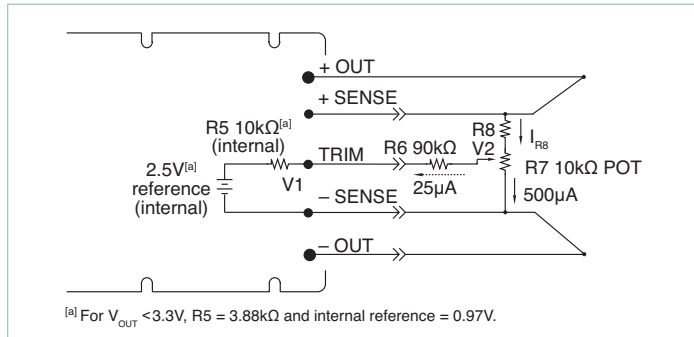 + OUT
+ SENSE
R5 10kΩ[a]
(internal)
TRIM
R6 90kΩ
R8
V2
IR8
R7 10kΩ POT
2.5V[a]
reference
(internal)
V1
25µA
500µA
– SENSE
– OUT
[a] For VOUT <3.3V, R5 = 3.88kΩ and internal reference = 0.97V.